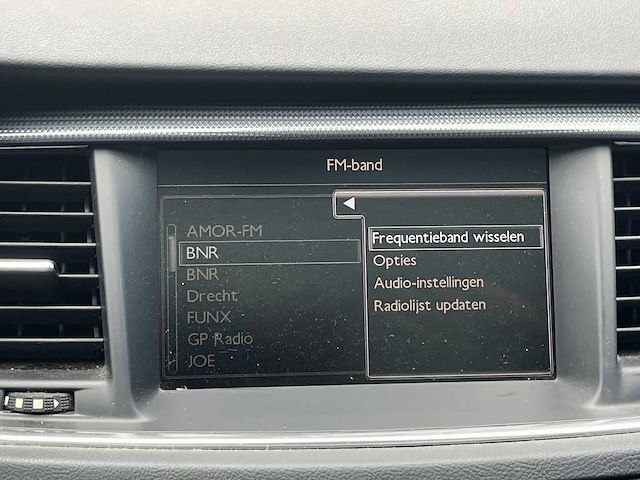 FM-band
AMOR-FM
BNR
BNR
Drecht
FUNX
GP Radio
JOE
Frequentieband wisselen
Opties
Audio-instellingen
Radiolijst updaten